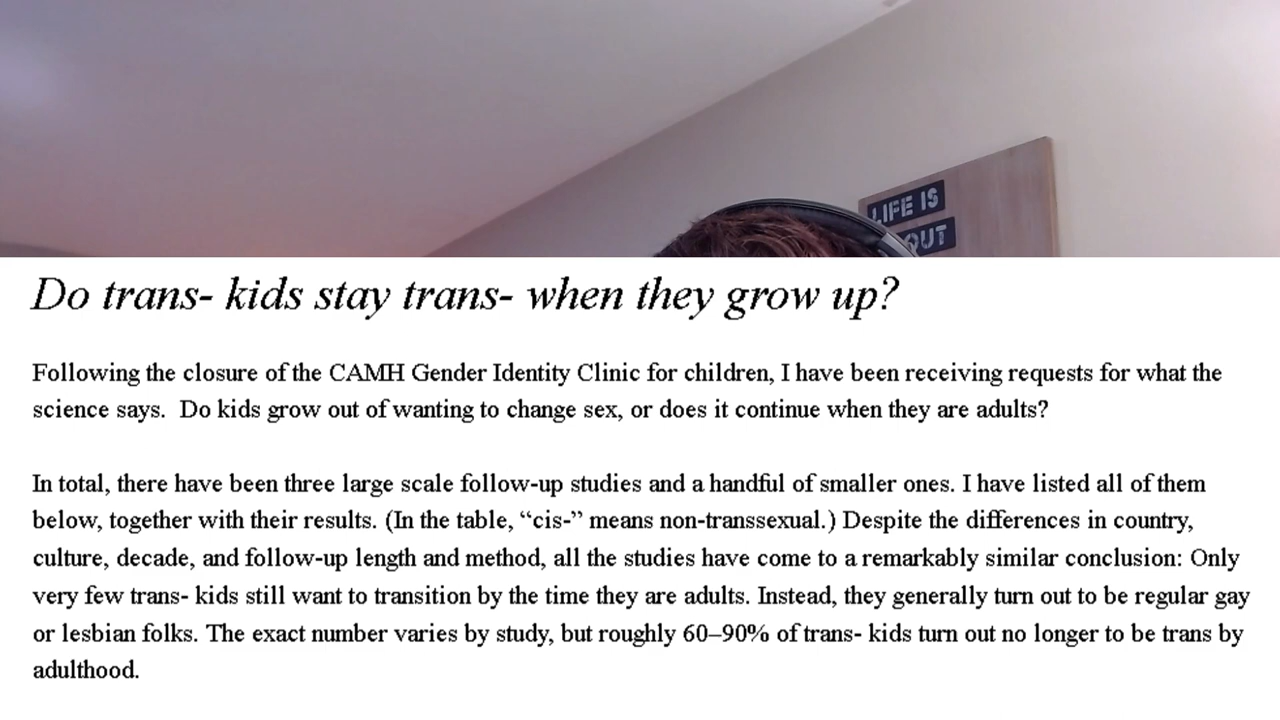 LIFE IS
OUT
Do trans- kids stay trans- when they grow up?
Following the closure of the CAMH Gender Identity Clinic for children, I have been receiving requests for what the
science says.  Do kids grow out of wanting to change sex, or does it continue when they are adults?
In total, there have been three large scale follow-up studies and a handful of smaller ones. I have listed all of them
below, together with their results. (In the table, “cis-” means non-transsexual.) Despite the differences in country,
culture, decade, and follow-up length and method, all the studies have come to a remarkably similar conclusion: Only
very few trans- kids still want to transition by the time they are adults. Instead, they generally turn out to be regular gay
or lesbian folks. The exact number varies by study, but roughly 60–90% of trans- kids turn out no longer to be trans by
adulthood.